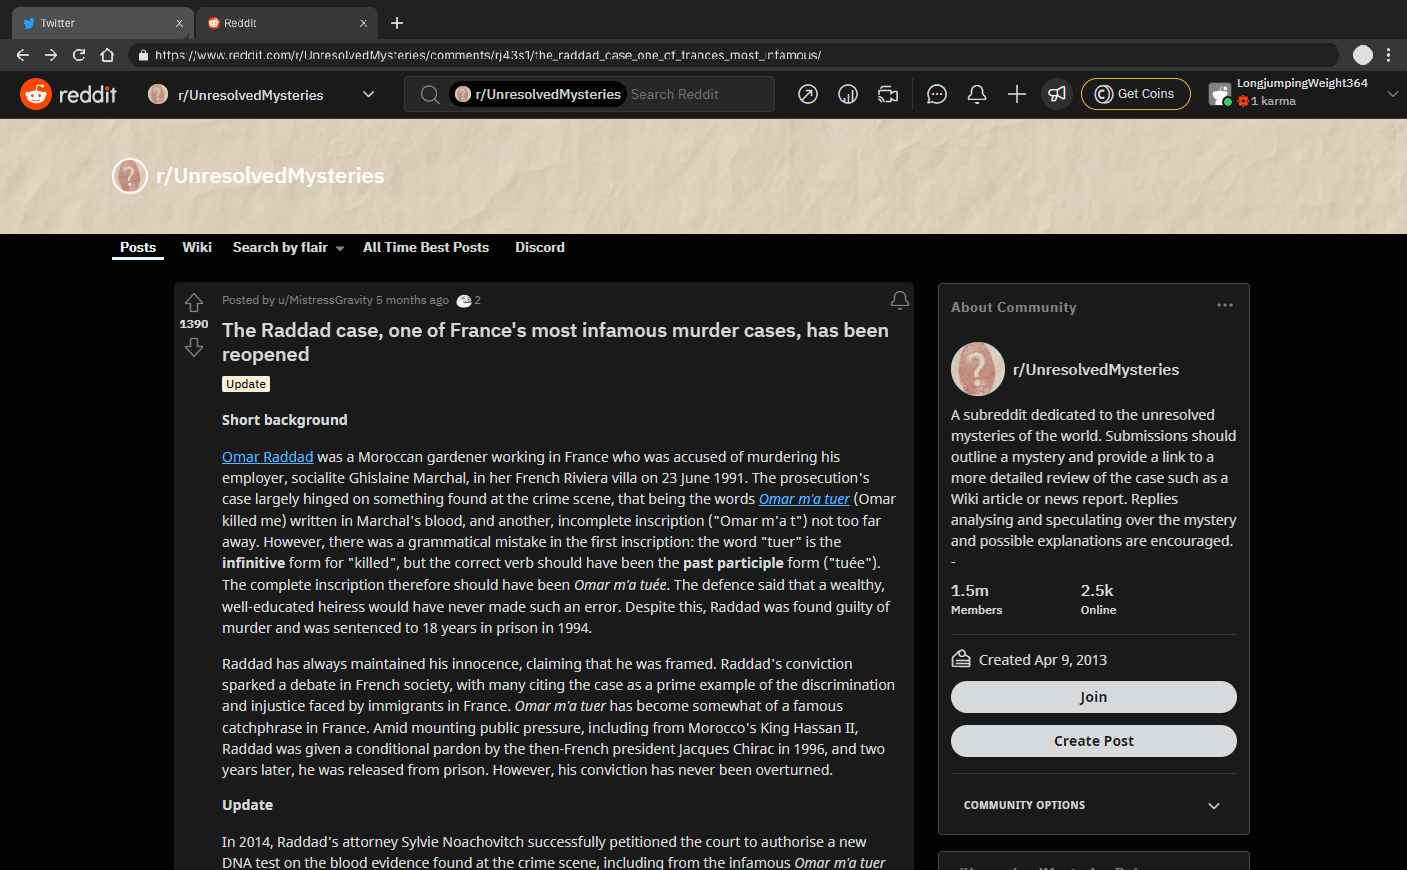 Twitter x Reddit x +
https://www.reddit.com/r/UnresolvedMysteries/comments/rj43s1/the_raddad_case_one_of_frances_most_infamous/
reddit r/UnresolvedMysteries r/UnresolvedMysteries Search Reddit Get Coins LongjumpingWeight364
1 karma
r/UnresolvedMysteries
Posts Wiki Search by flair All Time Best Posts Discord
Posted by u/MistressGravity 5 months ago 2
1390
The Raddad case, one of France's most infamous murder cases, has been
reopened
Update
Short background
Omar Raddad was a Moroccan gardener working in France who was accused of murdering his
employer, socialite Ghislaine Marchal, in her French Riviera villa on 23 June 1991. The prosecution's
case largely hinged on something found at the crime scene, that being the words Omar m'a tuer (Omar
killed me) written in Marchal's blood, and another, incomplete inscription ("Omar m'a t") not too far
away. However, there was a grammatical mistake in the first inscription: the word "tuer" is the
infinitive form for "killed", but the correct verb should have been the past participle form ("tuée").
The complete inscription therefore should have been Omar m'a tuée. The defence said that a wealthy,
well-educated heiress would have never made such an error. Despite this, Raddad was found guilty of
murder and was sentenced to 18 years in prison in 1994.
Raddad has always maintained his innocence, claiming that he was framed. Raddad's conviction
sparked a debate in French society, with many citing the case as a prime example of the discrimination
and injustice faced by immigrants in France. Omar m'a tuer has become somewhat of a famous
catchphrase in France. Amid mounting public pressure, including from Morocco's King Hassan II,
Raddad was given a conditional pardon by the then-French president Jacques Chirac in 1996, and two
years later, he was released from prison. However, his conviction has never been overturned.
Update
In 2014, Raddad's attorney Sylvie Noachovitch successfully petitioned the court to authorise a new
DNA test on the blood evidence found at the crime scene, including from the infamous Omar m'a tuer
About Community
r/UnresolvedMysteries
A subreddit dedicated to the unresolved
mysteries of the world. Submissions should
outline a mystery and provide a link to a
more detailed review of the case such as a
Wiki article or news report. Replies
analysing and speculating over the mystery
and possible explanations are encouraged.
-
1.5m 2.5k
Members Online
Created Apr 9, 2013
Join
Create Post
COMMUNITY OPTIONS